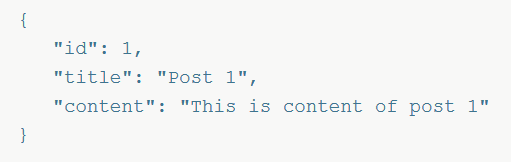 {
   "id": 1,
   "title": "Post 1",
   "content": "This is content of post 1"
}